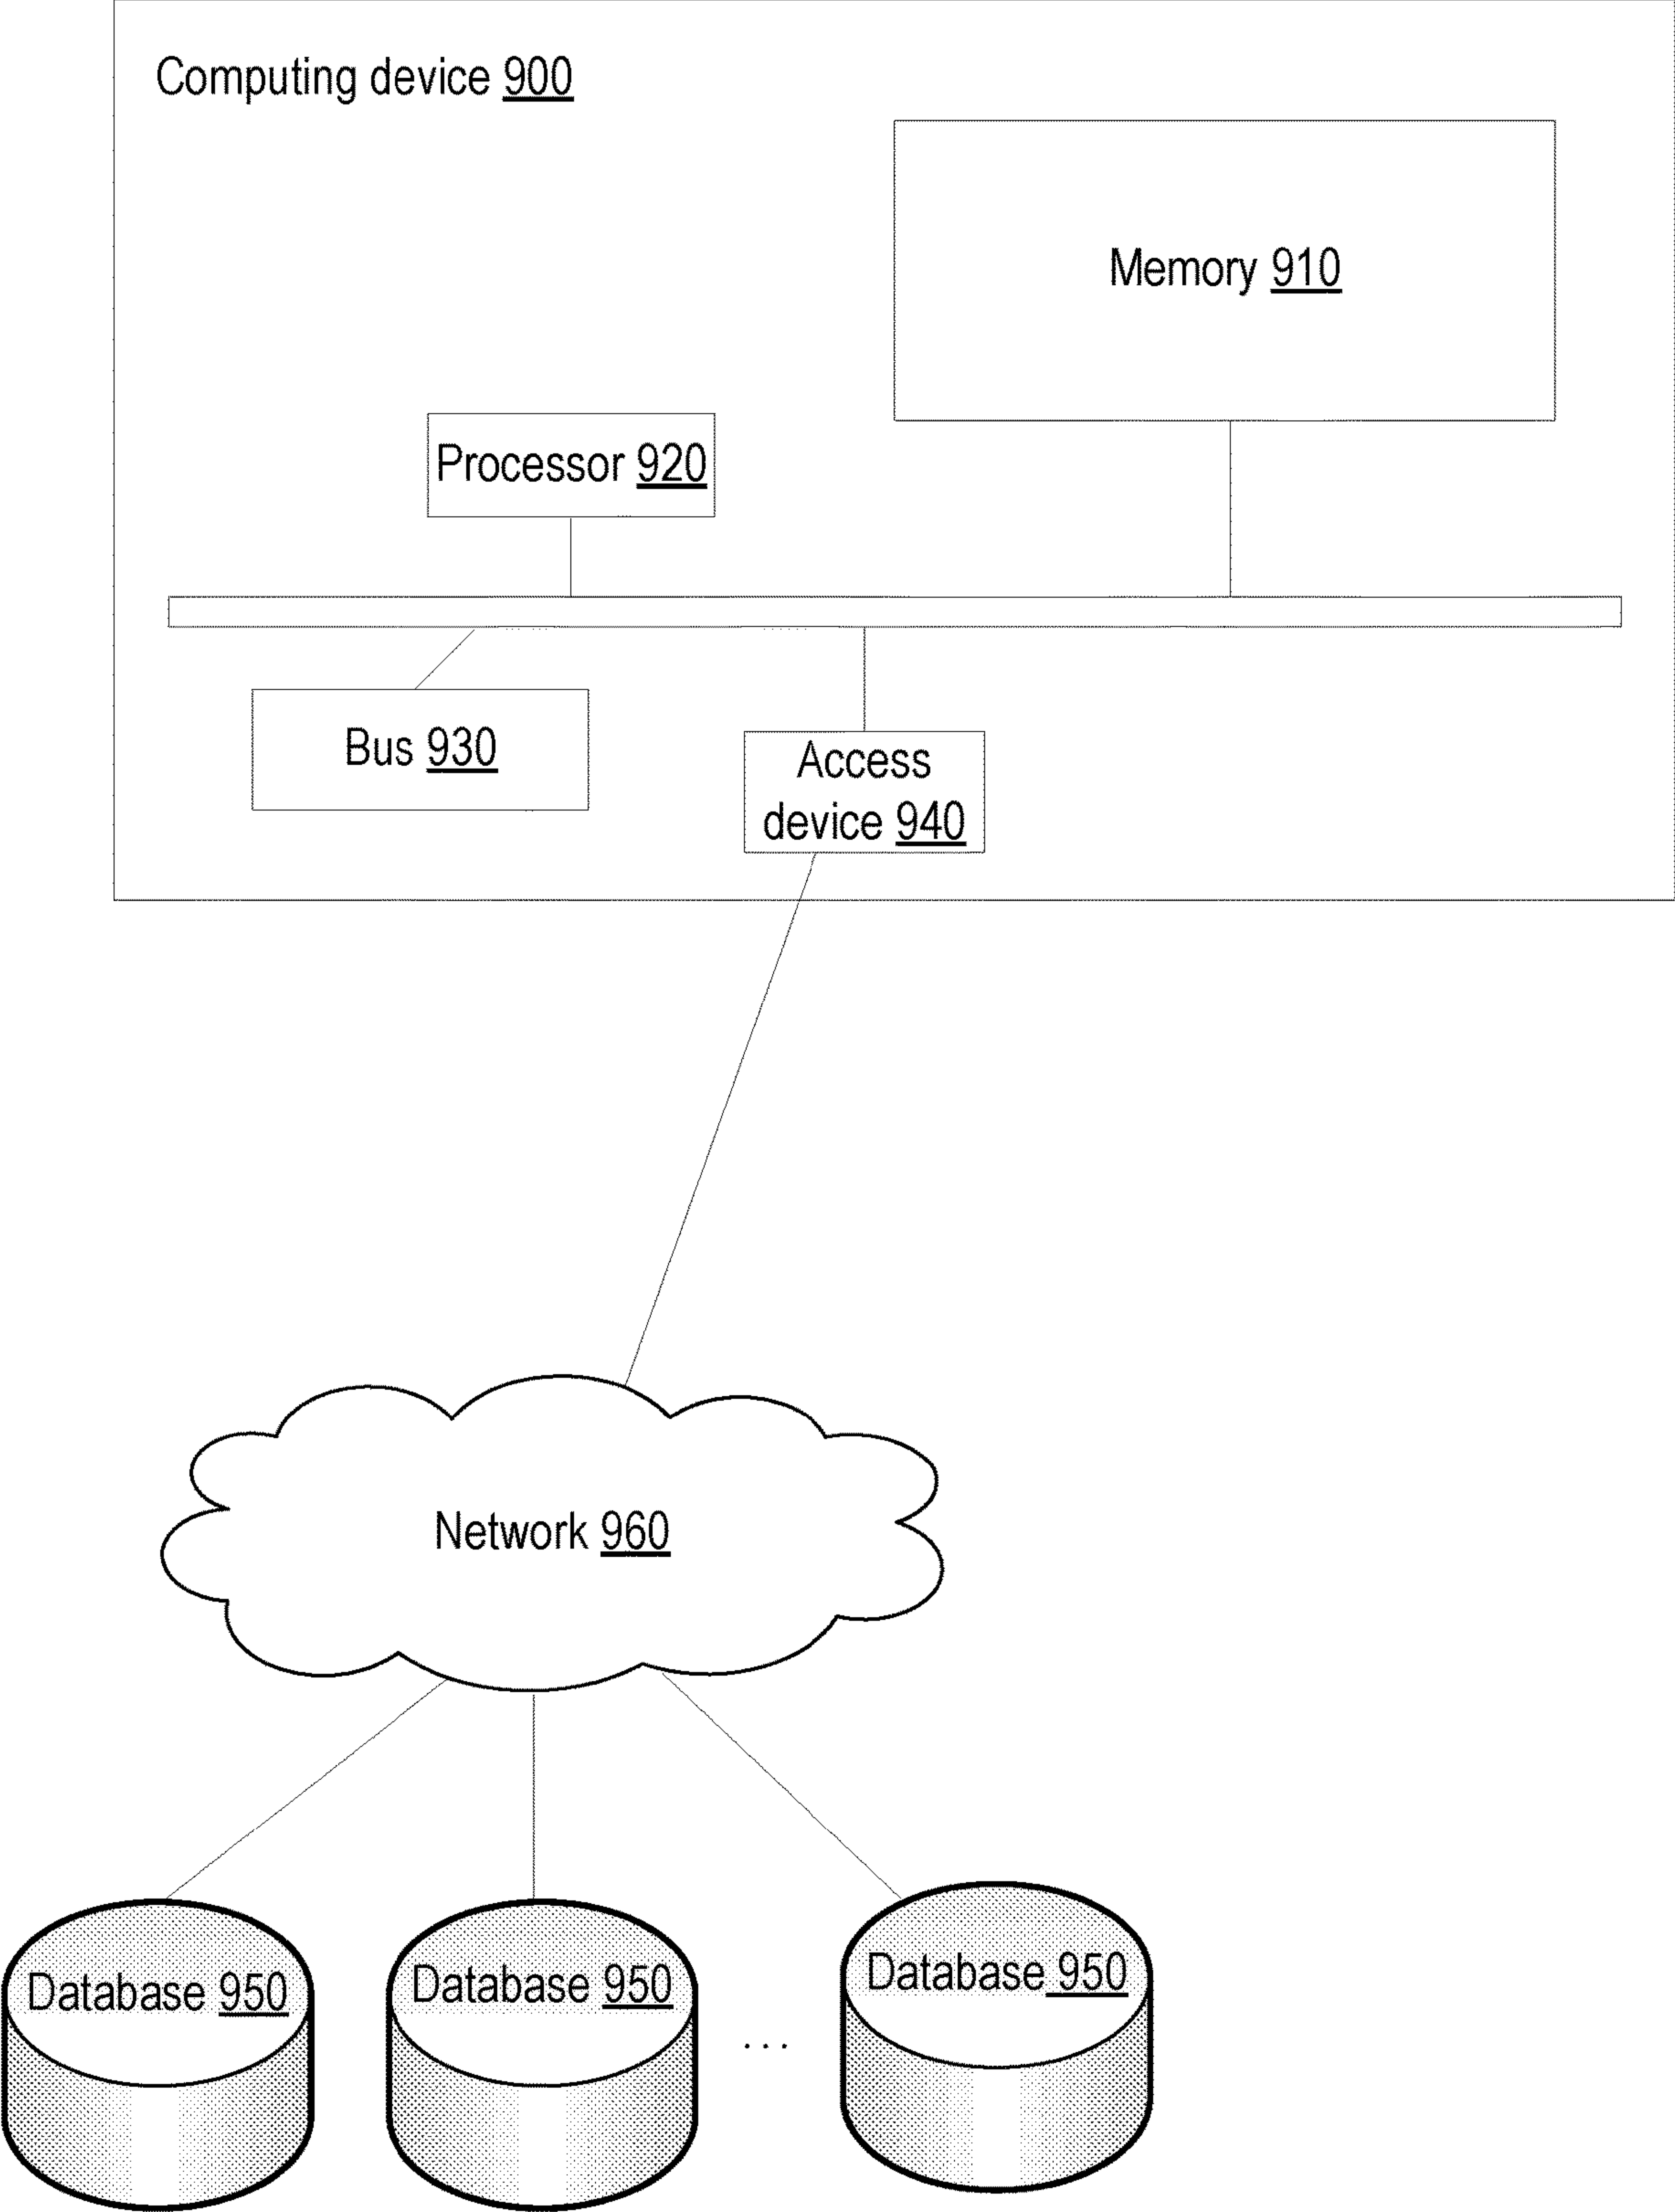 Computing device 900
Memory 910
Processor 920
Bus 930
Access
device 940
Network 960
Database 950
Database 950
...
Database 950